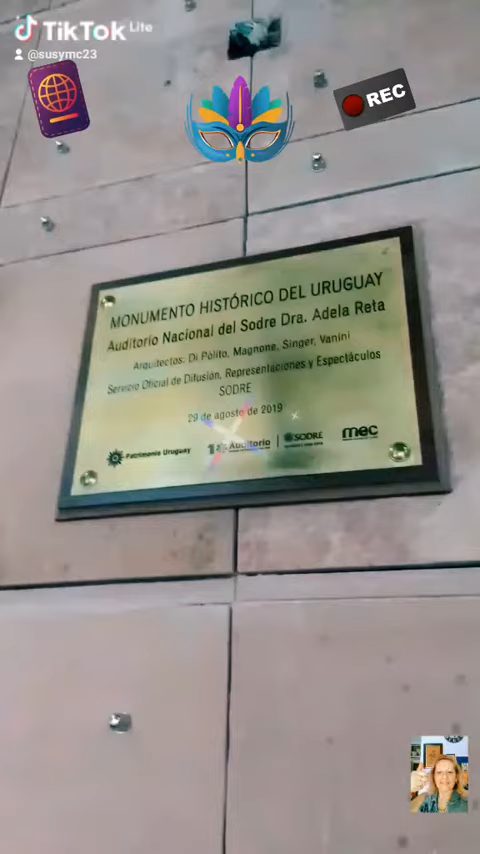 TikTok Lite
@susymc23
REC
MONUMENTO HISTÓRICO DEL URUGUAY
Auditorio Nacional del Sodre Dra. Adela Reta
Arquitectos: Di Pólito, Magnone, Singer, Vanini
Servicio Oficial de Difusión, Representaciones y Espectáculos
SODRE
29 de agosto de 2019
Patrimonio Uruguay
Auditorio
SODRE
mec